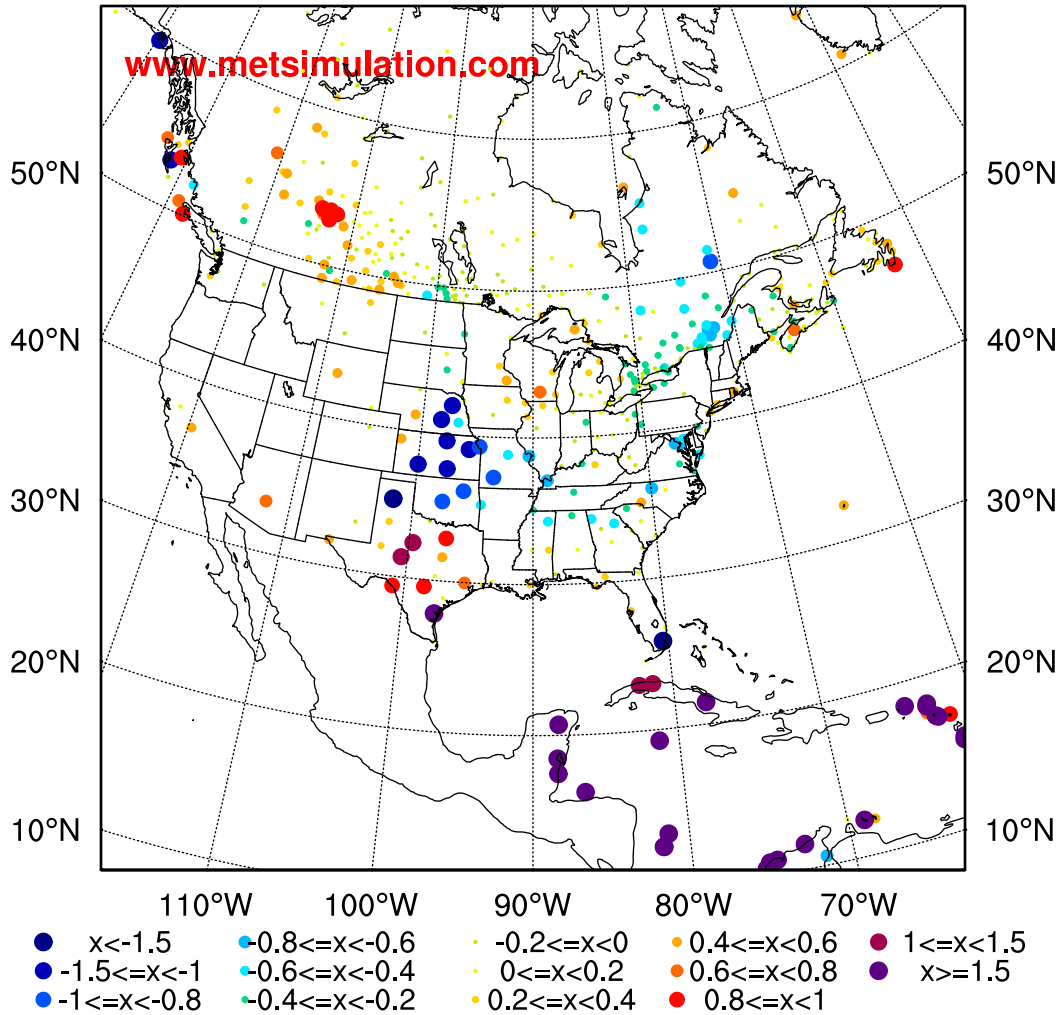 www.metsimulation.com
50°N 50°N
40°N 40°N
30°N 30°N
20°N 20°N
10°N 10°N
110°W 100°W 90°W 80°W 70°W
x<-1.5 -0.8<=x<-0.6 -0.2<=x<0 0.4<=x<0.6 1<=x<1.5
-1.5<=x<-1 -0.6<=x<-0.4 0<=x<0.2 0.6<=x<0.8 x>=1.5
-1<=x<-0.8 -0.4<=x<-0.2 0.2<=x<0.4 0.8<=x<1